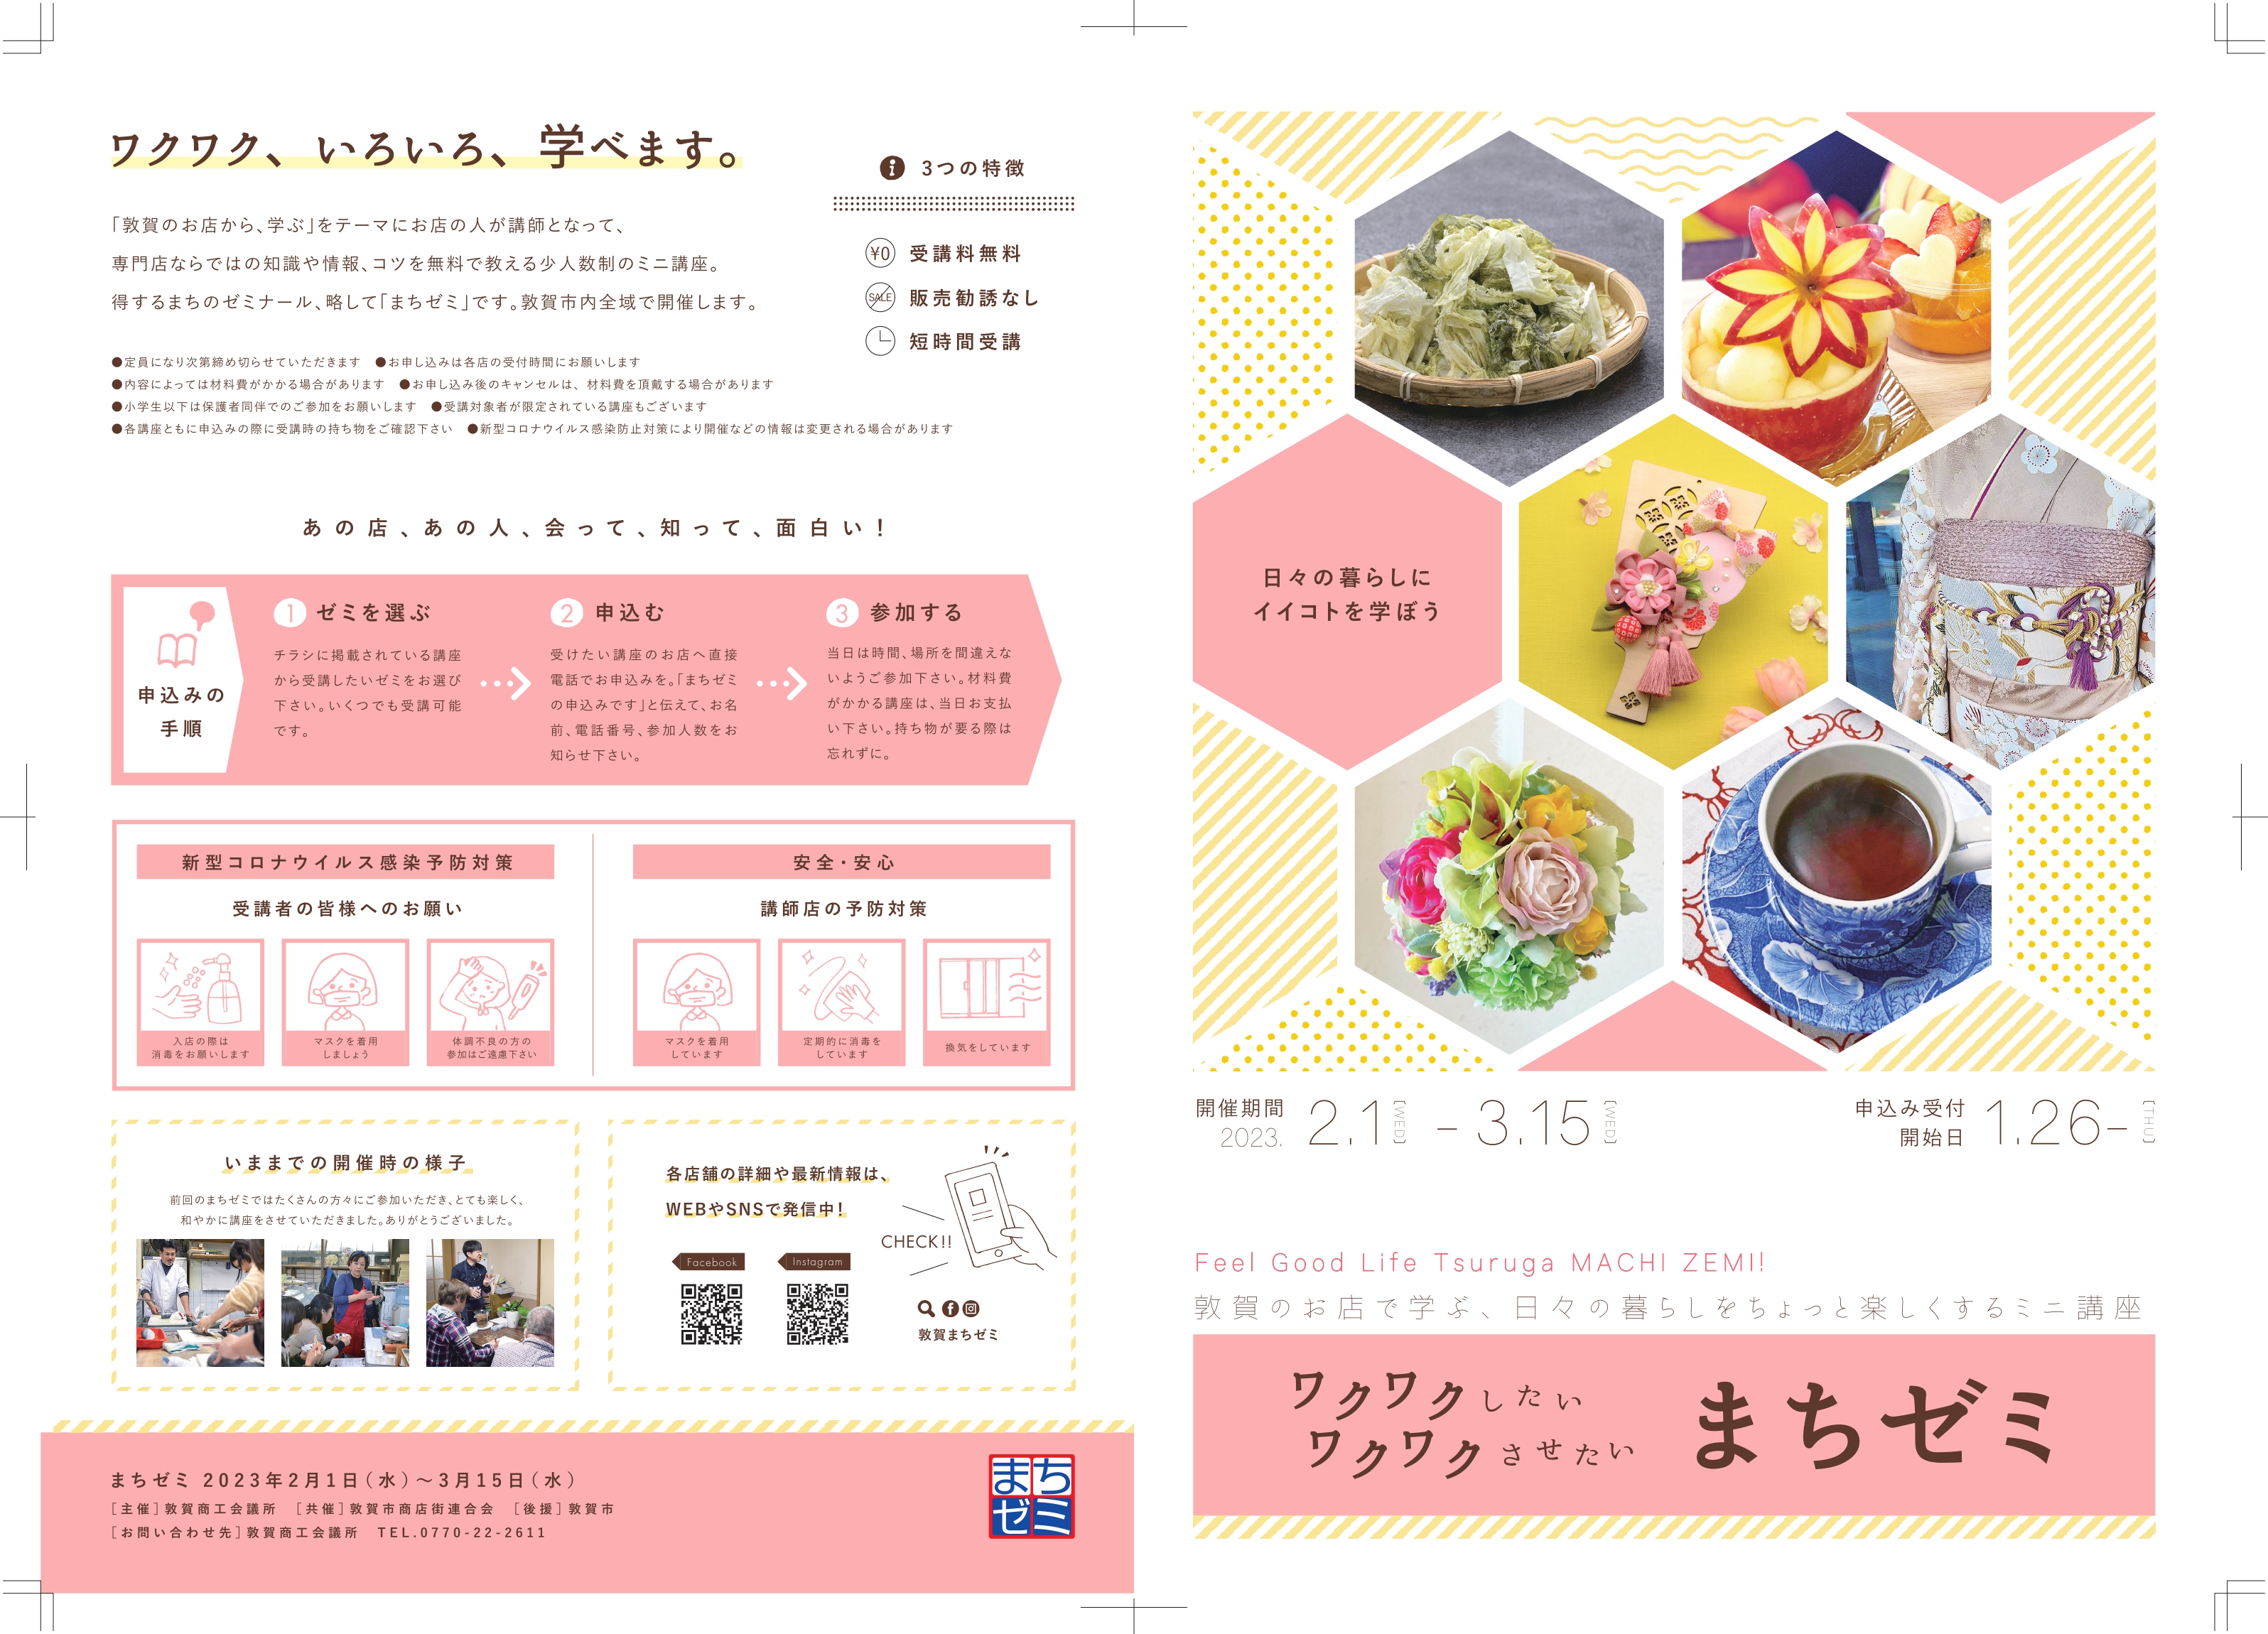 ワクワク、いろいろ、学べます。
「敦賀のお店から、学ぶ」をテーマにお店の人が講師となって、
専門店ならではの知識や情報、コツを無料で教える少人数制のミニ講座。
得するまちのゼミナール、略して「まちゼミ」です。敦賀市内全域で開催します。
●定員になり次第締め切らせていただきます ●お申し込みは各店の受付時間にお願いします
●内容によっては材料費がかかる場合があります ●お申し込み後のキャンセルは、材料費を頂戴する場合があります
●小学生以下は保護者同伴でのご参加をお願いします ●受講対象者が限定されている講座もございます
●各講座ともに申込みの際に受講時の持ち物をご確認下さい ●新型コロナウイルス感染防止対策により開催などの情報は変更される場合があります
i 3つの特徴
¥0 受講料無料
SALE 販売勧誘なし
短時間受講
あの店、あの人、会って、知って、面白い!
申込みの
手順
1 ゼミを選ぶ
チラシに掲載されている講座
から受講したいゼミをお選び
下さい。いくつでも受講可能
です。
2 申込む
受けたい講座のお店へ直接
電話でお申込みを。「まちゼミ
の申込みです」と伝えて、お名
前、電話番号、参加人数をお
知らせ下さい。
3 参加する
当日は時間、場所を間違えな
いようご参加下さい。材料費
がかかる講座は、当日お支払
い下さい。持ち物が要る際は
忘れずに。
新型コロナウイルス感染予防対策
受講者の皆様へのお願い
入店の際は
消毒をお願いします
マスクを着用
しましょう
体調不良の方の
参加はご遠慮下さい
安全・安心
講師店の予防対策
マスクを着用
しています
定期的に消毒を
しています
換気をしています
いままでの開催時の様子
前回のまちゼミではたくさんの方々にご参加いただき、とても楽しく、
和やかに講座をさせていただきました。ありがとうございました。
各店舗の詳細や最新情報は、
WEBやSNSで発信中!
CHECK!!
Facebook
Instagram
敦賀まちゼミ
まちゼミ 2023年2月1日(水)〜3月15日(水)
[主催]敦賀商工会議所 [共催]敦賀市商店街連合会 [後援]敦賀市
[お問い合わせ先]敦賀商工会議所 TEL.0770-22-2611
まち
ゼミ
日々の暮らしに
イイコトを学ぼう
開催期間
2023. 2.1 [WED] - 3.15 [WED]
申込み受付
開始日 1.26- [THU]
Feel Good Life Tsuruga MACHI ZEMI!
敦賀のお店で学ぶ、日々の暮らしをちょっと楽しくするミニ講座
ワクワクしたい
ワクワクさせたい
まちゼミ